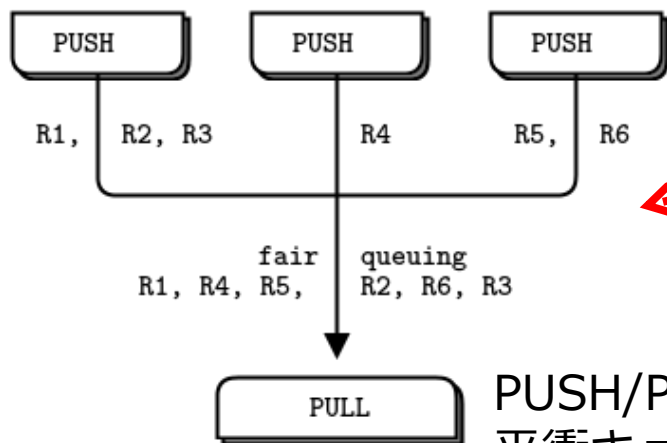 PUSH PUSH PUSH
R1, R2, R3 R4 R5, R6
fair queuing
R1, R4, R5, R2, R6, R3
PULL
PUSH/P